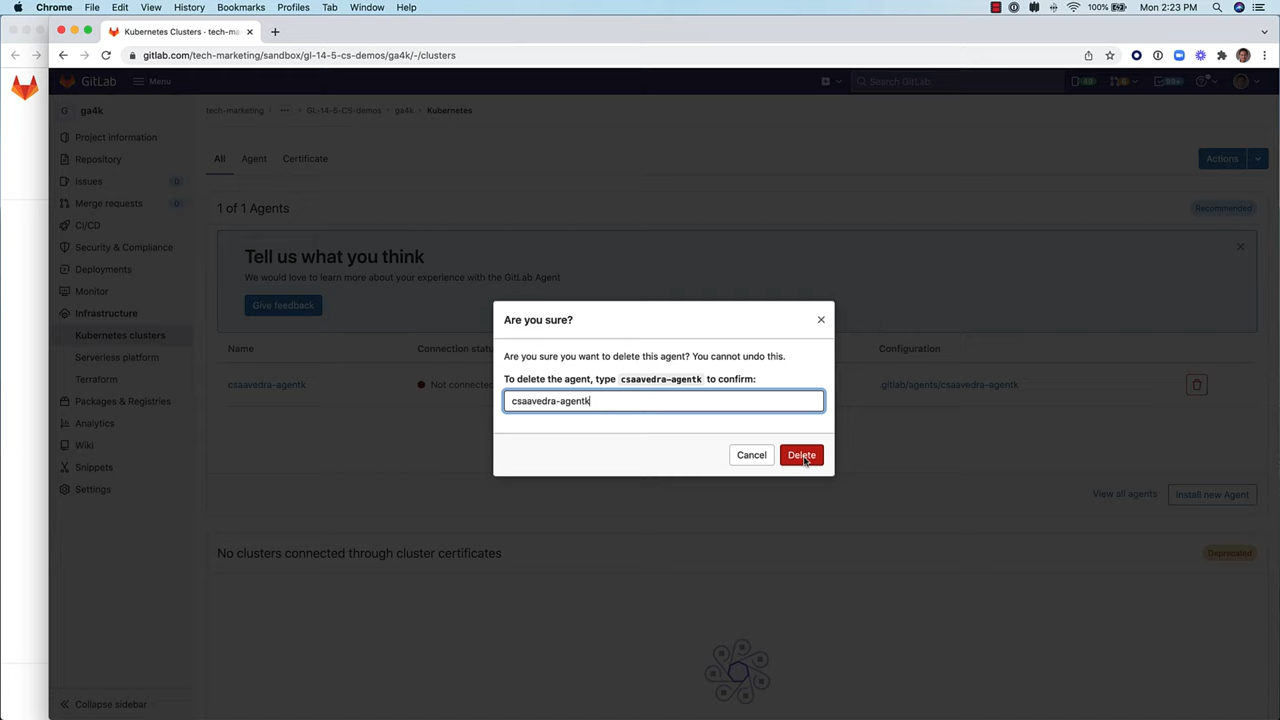 Chrome File Edit View History Bookmarks Profiles Tab Window Help
100% Mon 2:23 PM
Kubernetes Clusters · tech-m
gitlab.com/tech-marketing/sandbox/gl-14-5-cs-demos/ga4k/-/clusters
GitLab Menu Search GitLab 99+
G ga4k
tech-marketing ... GL-14-5-CS-demos ga4k Kubernetes
Project information
Repository
Issues 0
Merge requests 0
CI/CD
Security & Compliance
Deployments
Monitor
Infrastructure
Kubernetes clusters
Serverless platform
Terraform
Packages & Registries
Analytics
Wiki
Snippets
Settings
Collapse sidebar
All Agent Certificate
Actions
1 of 1 Agents
Recommended
Tell us what you think
We would love to learn more about your experience with the GitLab Agent
Give feedback
Name Connection statu Configuration
csaavedra-agentk Not connecte .gitlab/agents/csaavedra-agentk
View all agents Install new Agent
No clusters connected through cluster certificates
Deprecated
Are you sure?
Are you sure you want to delete this agent? You cannot undo this.
To delete the agent, type csaavedra-agentk to confirm:
csaavedra-agentk
Cancel Delete